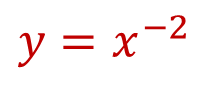 y = x⁻²